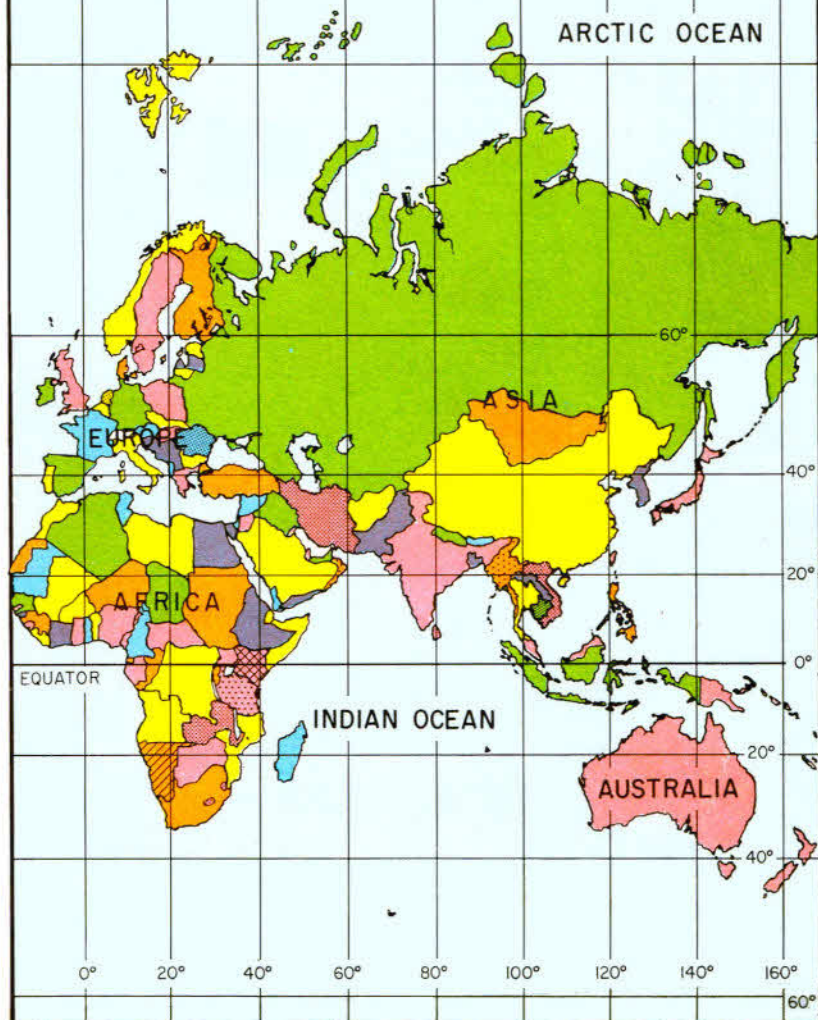 ARCTIC OCEAN
60°
ASIA
EUROPE
40°
20°
AFRICA
0°
EQUATOR
INDIAN OCEAN
20°
AUSTRALIA
40°
0° 20° 40° 60° 80° 100° 120° 140° 160°
60°